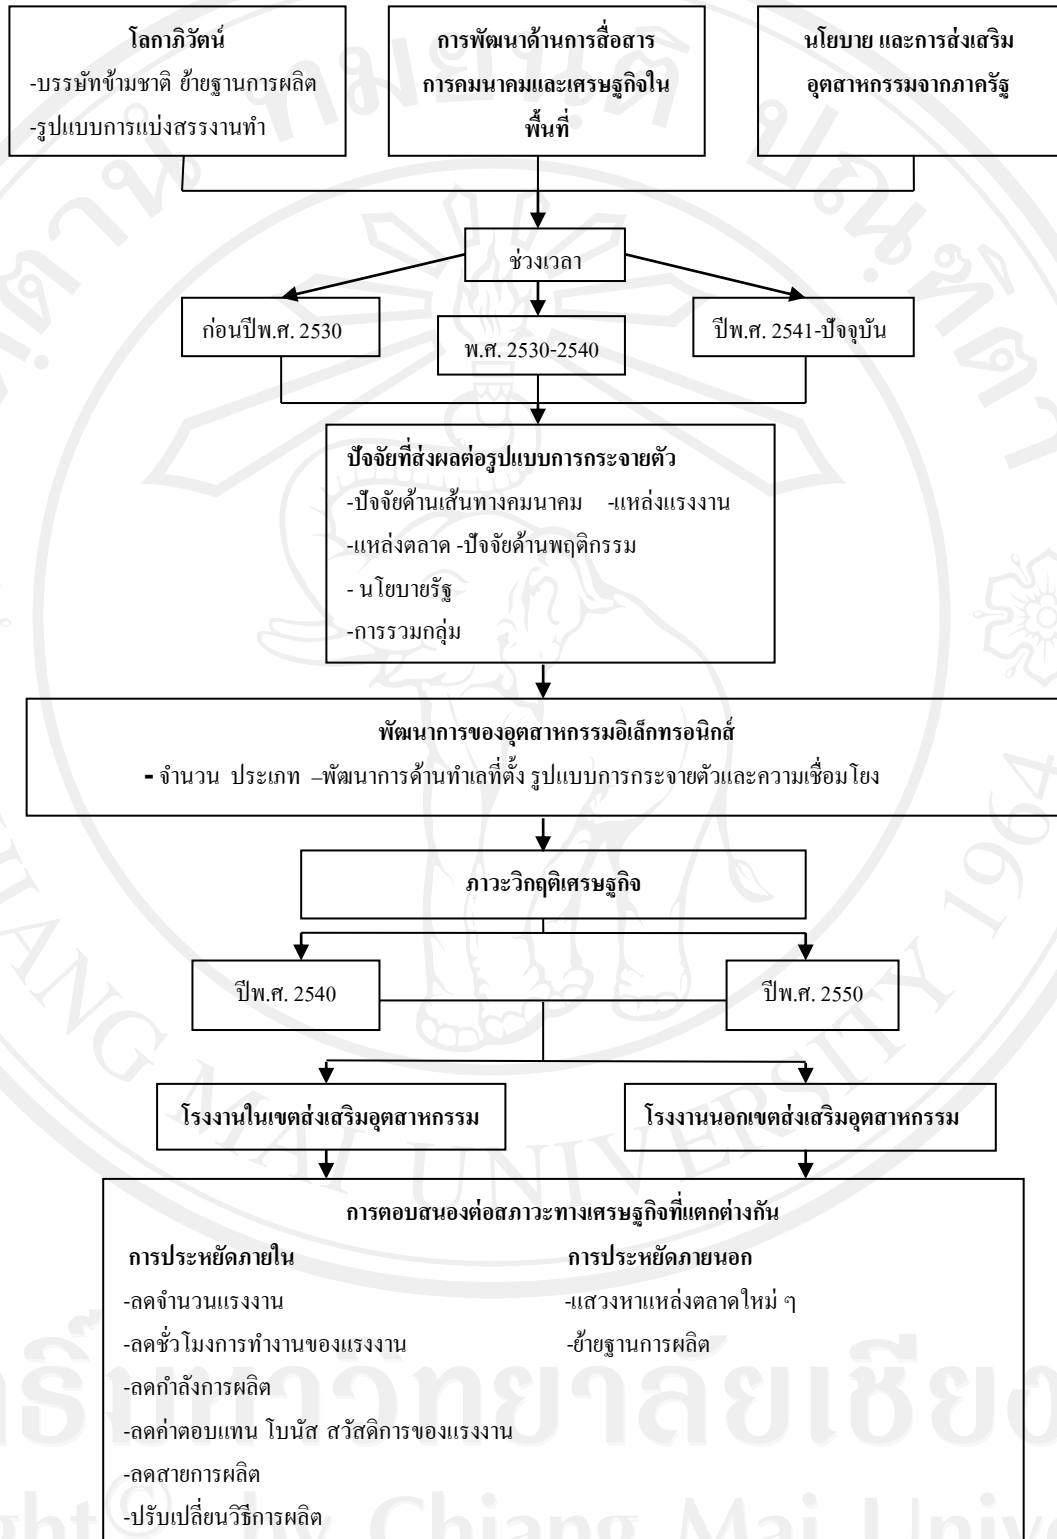 โลกาภิวัตน์
-บรรษัทข้ามชาติ ย้ายฐานการผลิต
-รูปแบบการแบ่งสรรงานทำ
การพัฒนาด้านการสื่อสาร
การคมนาคมและเศรษฐกิจใน
พื้นที่
นโยบาย และการส่งเสริม
อุตสาหกรรมจากภาครัฐ
ช่วงเวลา
ก่อนปีพ.ศ. 2530
พ.ศ. 2530-2540
ปีพ.ศ. 2541-ปัจจุบัน
ปัจจัยที่ส่งผลต่อรูปแบบการกระจายตัว
-ปัจจัยด้านเส้นทางคมนาคม -แหล่งแรงงาน
-แหล่งตลาด -ปัจจัยด้านพฤติกรรม
- นโยบายรัฐ
-การรวมกลุ่ม
พัฒนาการของอุตสาหกรรมอิเล็กทรอนิกส์
- จำนวน ประเภท –พัฒนาการด้านทำเลที่ตั้ง รูปแบบการกระจายตัวและความเชื่อมโยง
ภาวะวิกฤติเศรษฐกิจ
ปีพ.ศ. 2540
ปีพ.ศ. 2550
โรงงานในเขตส่งเสริมอุตสาหกรรม
โรงงานนอกเขตส่งเสริมอุตสาหกรรม
การตอบสนองต่อสภาวะทางเศรษฐกิจที่แตกต่างกัน
การประหยัดภายใน
-ลดจำนวนแรงงาน
-ลดชั่วโมงการทำงานของแรงงาน
-ลดกำลังการผลิต
-ลดค่าตอบแทน โบนัส สวัสดิการของแรงงาน
-ลดสายการผลิต
-ปรับเปลี่ยนวิธีการผลิต
การประหยัดภายนอก
-แสวงหาแหล่งตลาดใหม่ ๆ
-ย้ายฐานการผลิต
CHIANG MAI UNIVERSITY 1964
by Chiang Mai